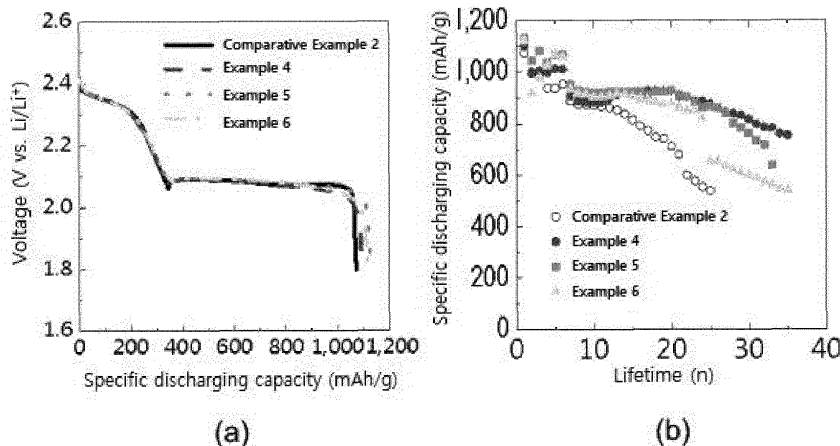 (a)
2.6
2.4
2.2
2.0
1.8
1.6
Voltage (V vs. Li/Li⁺)
Comparative Example 2
Example 4
Example 5
Example 6
0 200 400 600 800 1,000 1,200
Specific discharging capacity (mAh/g)
(a)
(b)
1,200
1,000
800
600
400
200
0
Specific discharging capacity (mAh/g)
Comparative Example 2
Example 4
Example 5
Example 6
0 10 20 30 40
Lifetime (n)
(b)